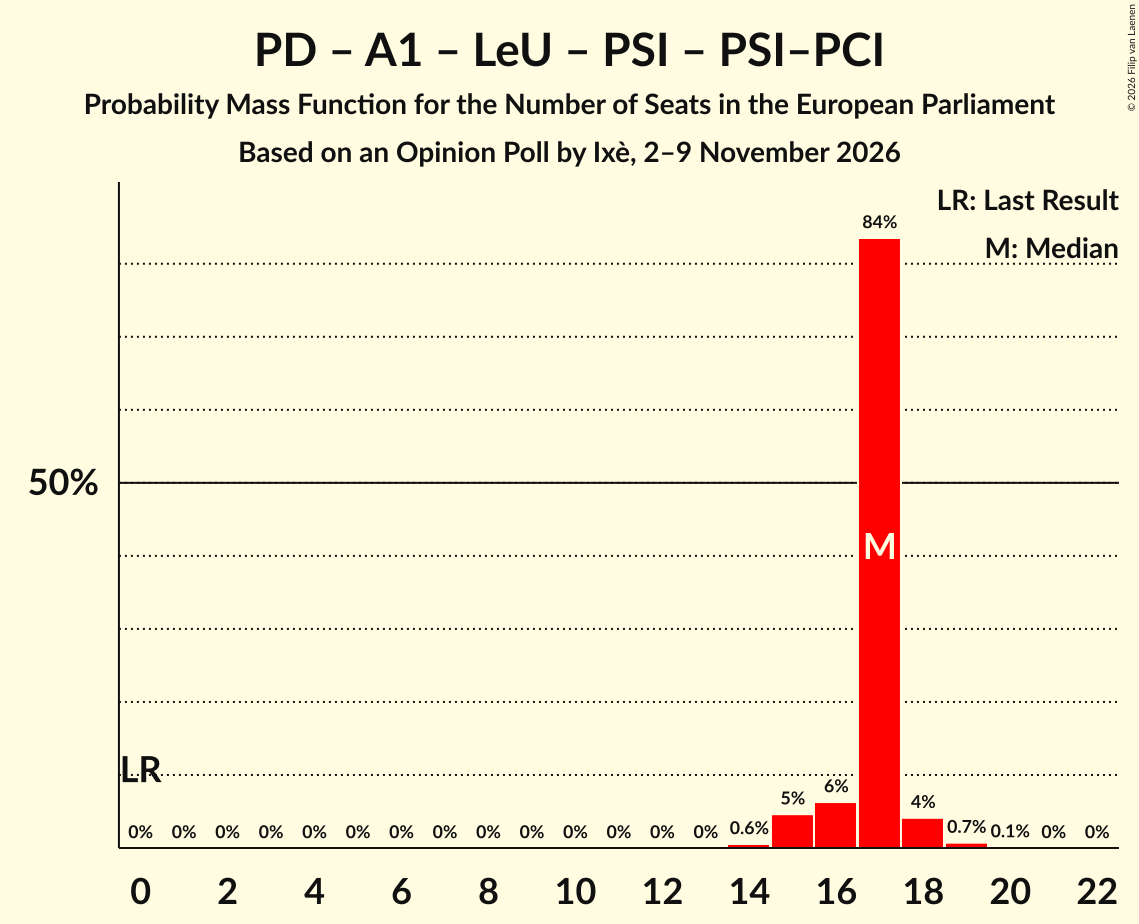 PD – A1 – LeU – PSI – PSI–PCI
Probability Mass Function for the Number of Seats in the European Parliament
Based on an Opinion Poll by Ixè, 2–9 November 2026
© 2026 Filip van Laenen
LR: Last Result
M: Median
84%
50%
M
LR
0% 0% 0% 0% 0% 0% 0% 0% 0% 0% 0% 0% 0% 0% 0.6% 5% 6% 4% 0.7% 0.1% 0% 0%
0 2 4 6 8 10 12 14 16 18 20 22